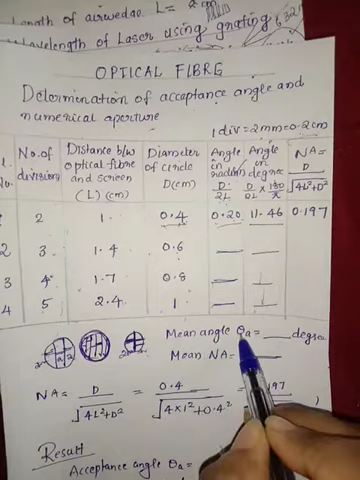 Length of airwedge L=
Wavelength of Laser using grating
OPTICAL FIBRE
Determination of acceptance angle and
numerical aperture
1 div=2mm=0.2cm
No. No.of divisions Distance b/w optical fibre and screen (L) (cm) Diameter of circle D(cm) Angle in radian D/2L Angle in degree D/2L × 180/π NA= D/√4L²+D²
1 2 1. 0.4 0.20 11.46 0.197
2 3 1.4 0.6 — —
3 4 1.7 0.8 — —
4 5 2.4 1 — —
Mean angle θa= __ degree
Mean NA= __
NA= D/√4L²+D² = 0.4/√4×1²+0.4² = 197
Result
Acceptance angle θa=